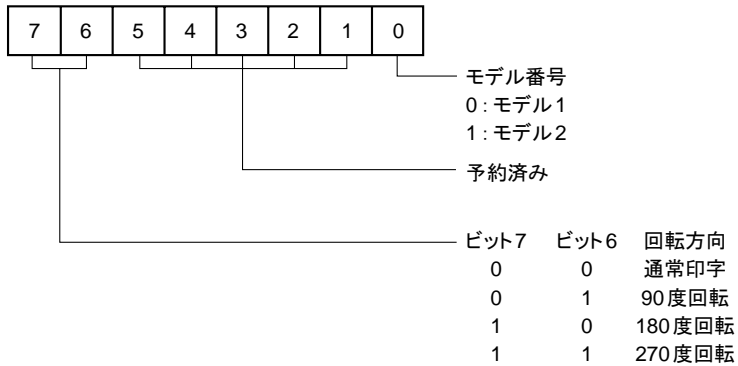 7 6 5 4 3 2 1 0
モデル番号
0 : モデル1
1 : モデル2
予約済み
ビット7 ビット6 回転方向
0 0 通常印字
0 1 90度回転
1 0 180度回転
1 1 270度回転